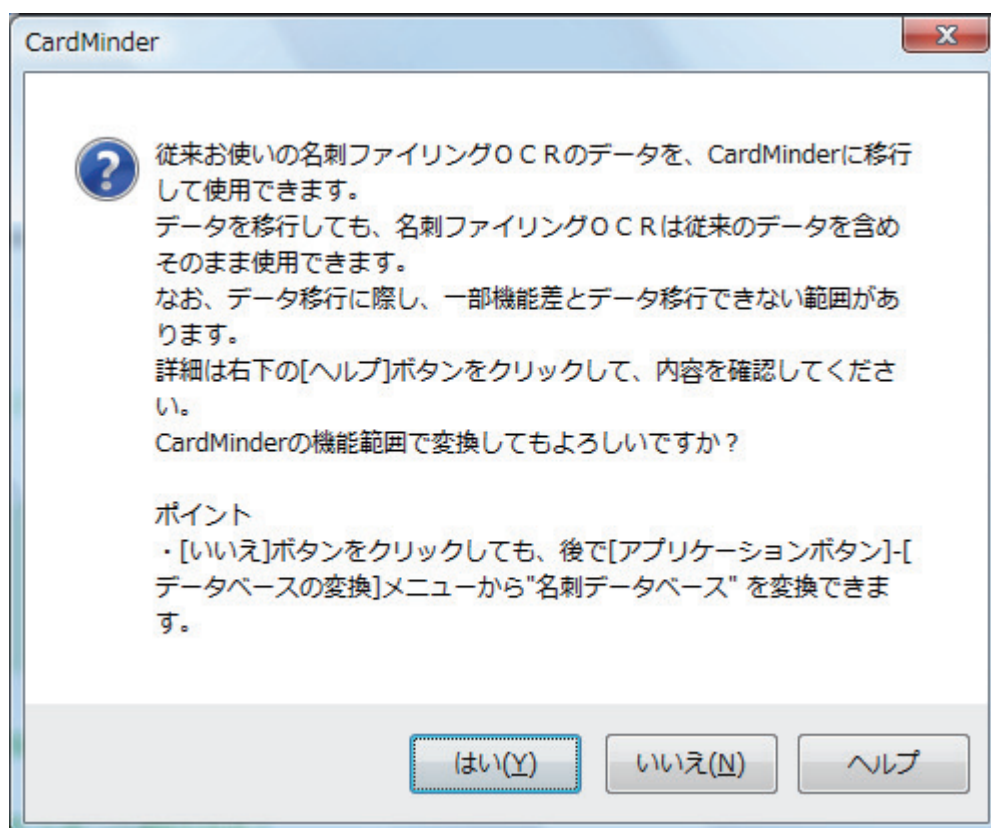 CardMinder
従来お使いの名刺ファイリングＯＣＲのデータを、CardMinderに移行
して使用できます。
データを移行しても、名刺ファイリングＯＣＲは従来のデータを含め
そのまま使用できます。
なお、データ移行に際し、一部機能差とデータ移行できない範囲があ
ります。
詳細は右下の[ヘルプ]ボタンをクリックして、内容を確認してくださ
い。
CardMinderの機能範囲で変換してもよろしいですか？
ポイント
・[いいえ]ボタンをクリックしても、後で[アプリケーションボタン]-[
データベースの変換]メニューから"名刺データベース" を変換できま
す。
はい(Y) いいえ(N) ヘルプ